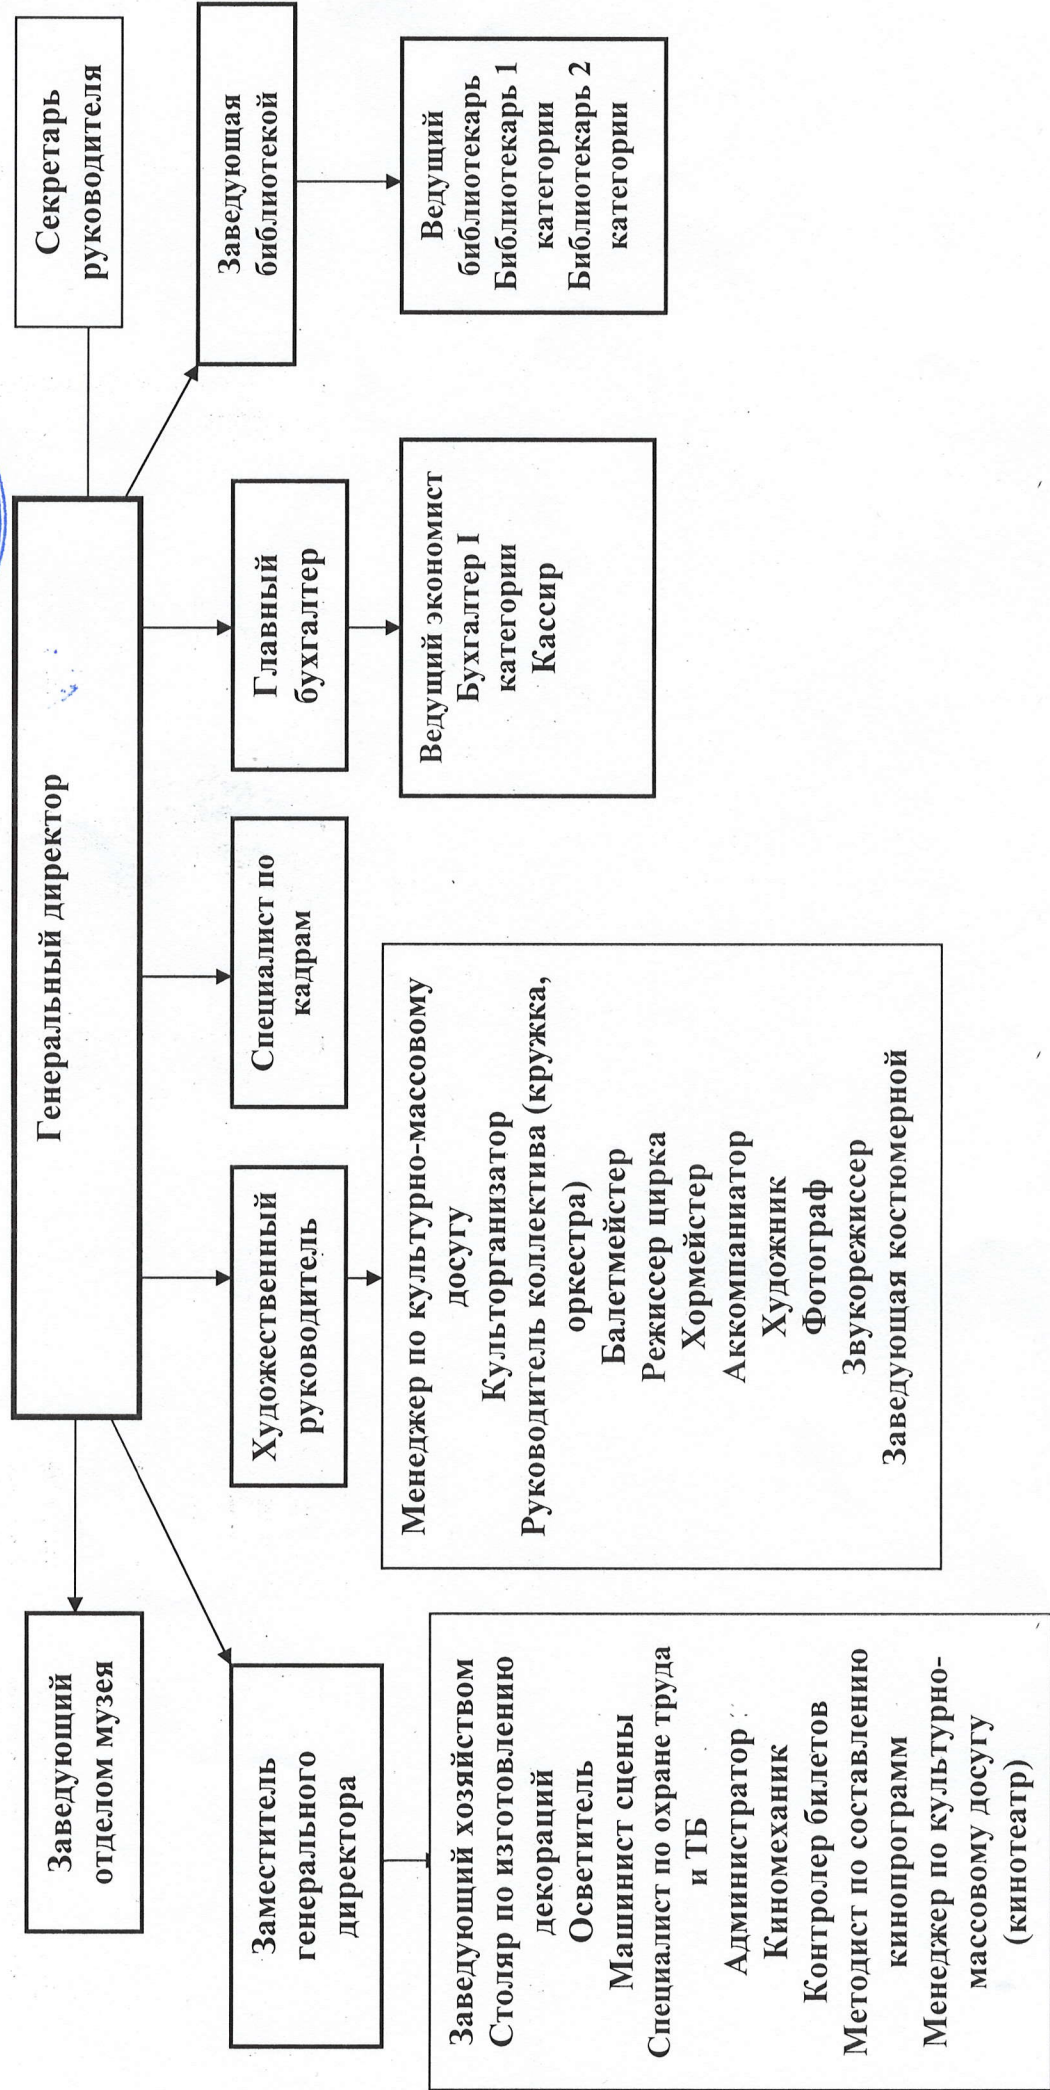 Генеральный директор
Секретарь
руководителя
Заведующий
отделом музея
Заместитель
генерального
директора
Художественный
руководитель
Специалист по
кадрам
Главный
бухгалтер
Заведующая
библиотекой
Заведующий хозяйством
Столяр по изготовлению
декораций
Осветитель
Машинист сцены
Специалист по охране труда
и ТБ
Администратор
Киномеханик
Контролер билетов
Методист по составлению
кинопрограмм
Менеджер по культурно-
массовому досугу
(кинотеатр)
Менеджер по культурно-массовому
досугу
Культорганизатор
Руководитель коллектива (кружка,
оркестра)
Балетмейстер
Режиссер цирка
Хормейстер
Аккомпаниатор
Художник
Фотограф
Звукорежиссер
Заведующая костюмерной
Ведущий экономист
Бухгалтер I
категории
Кассир
Ведущий
библиотекарь
Библиотекарь 1
категории
Библиотекарь 2
категории